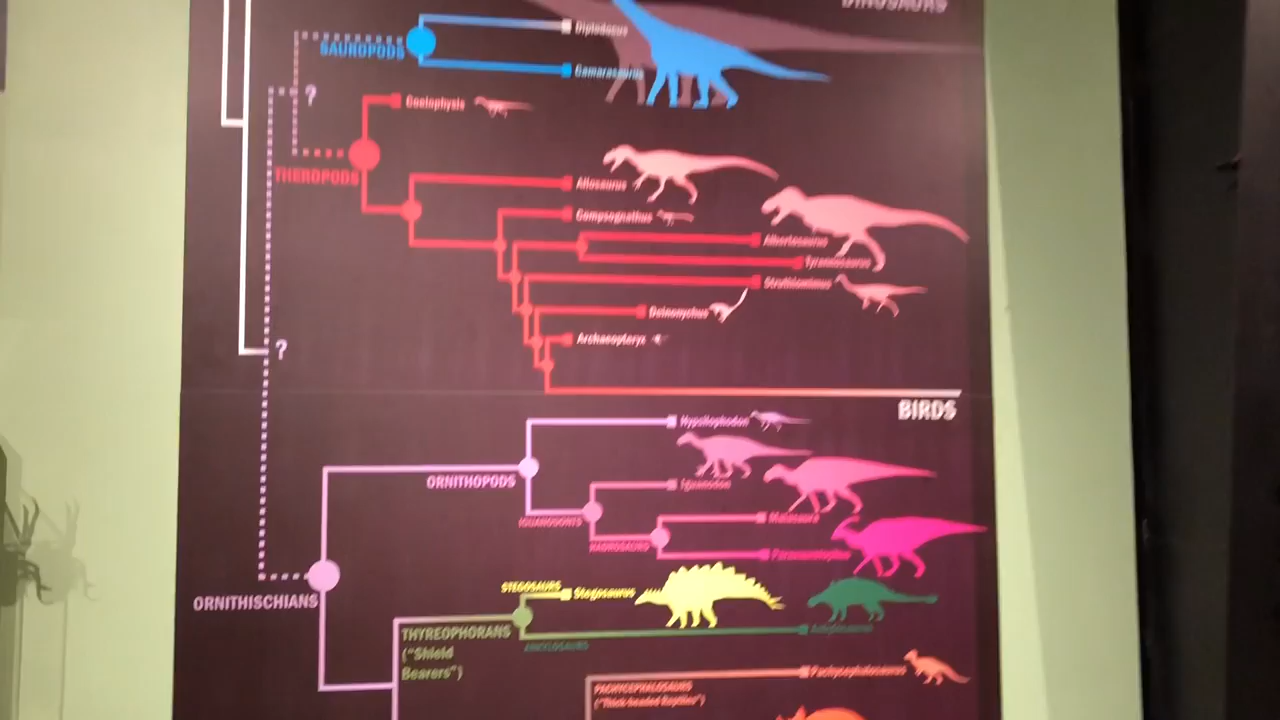 DINOSAURS
Diplodocus
SAUROPODS
Camarasaurus
?
Coelophysis
THEROPODS
Allosaurus
Compsognathus
Albertosaurus
Tyrannosaurus
Struthiomimus
Deinonychus
Archaeopteryx
?
BIRDS
Hypsilophodon
ORNITHOPODS
Iguanodon
IGUANODONTS
Maiasaura
HADROSAURS
Parasaurolophus
STEGOSAURS
Stegosaurus
ORNITHISCHIANS
THYREOPHORANS
("Shield
Bearers")
Ankylosaurus
ANKYLOSAURS
Pachycephalosaurus
PACHYCEPHALOSAURS
("Thick-headed Reptiles")